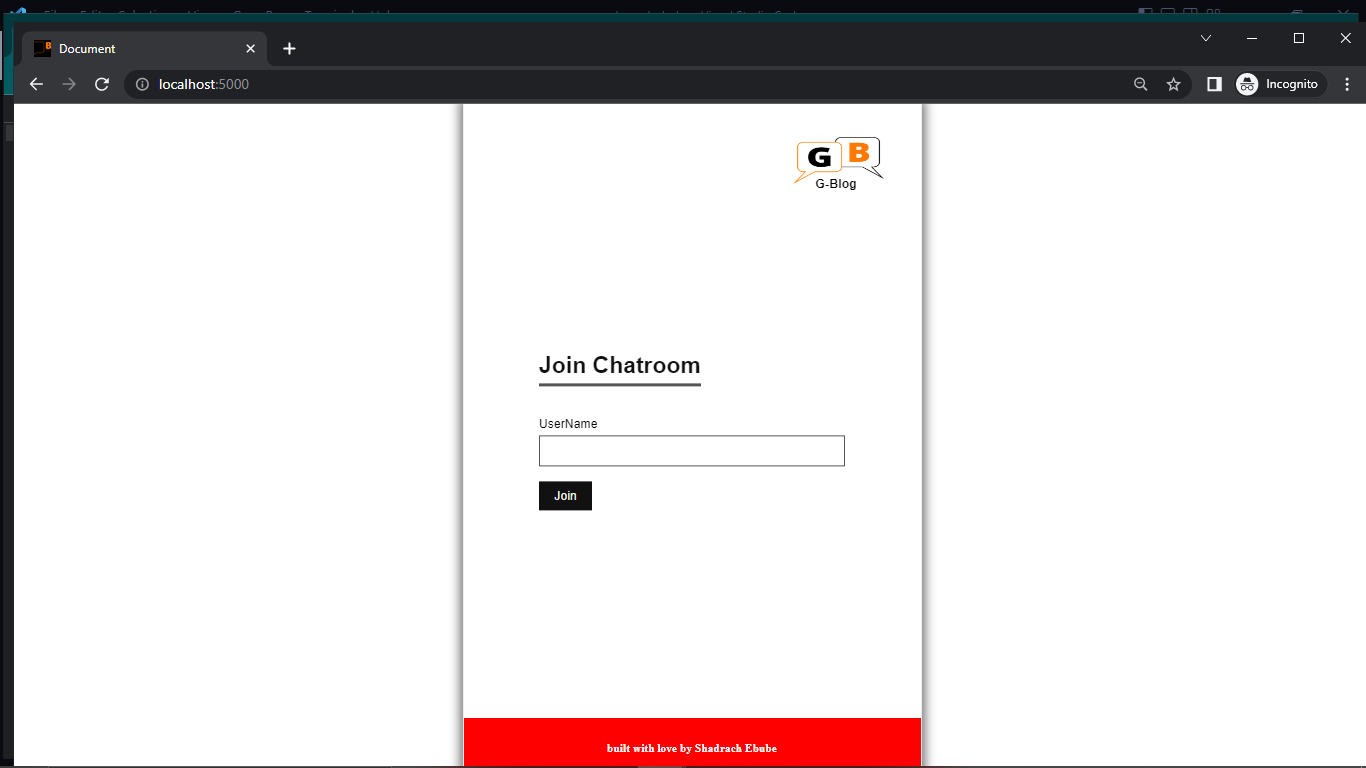 Document
localhost:5000
Incognito
G B
G-Blog
Join Chatroom
UserName
Join
built with love by Shadrach Ebube